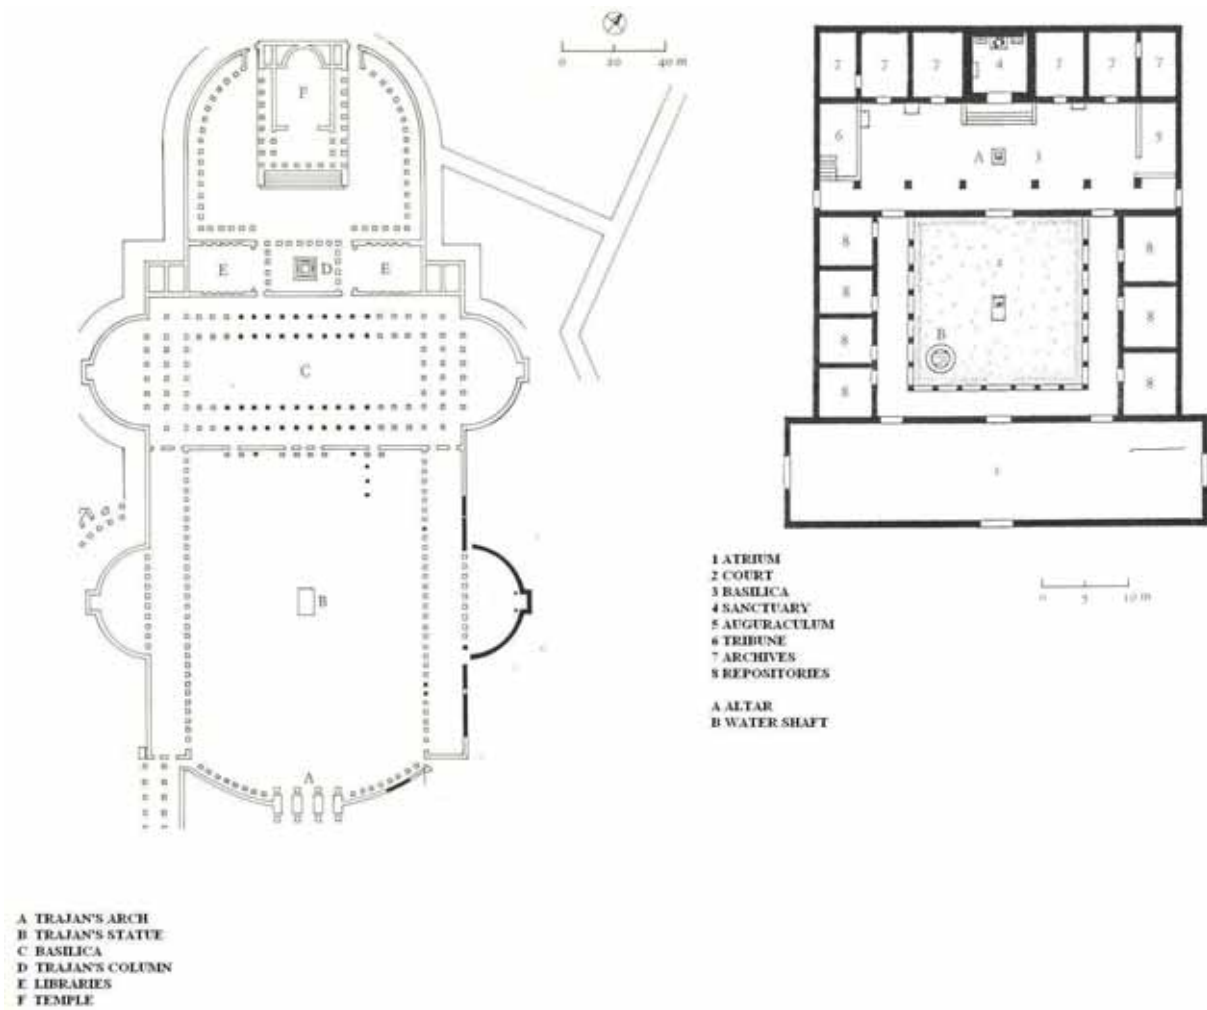 0 20 40 m
F
E
D
E
C
B
A
7 7 7 4 7 7 7
6
A
3
5
8
8
8
8
8
8
8
2
B
1
0 5 10 m
1 ATRIUM
2 COURT
3 BASILICA
4 SANCTUARY
5 AUGURACULUM
6 TRIBUNE
7 ARCHIVES
8 REPOSITORIES
A ALTAR
B WATER SHAFT
A TRAJAN'S ARCH
B TRAJAN'S STATUE
C BASILICA
D TRAJAN'S COLUMN
E LIBRARIES
F TEMPLE